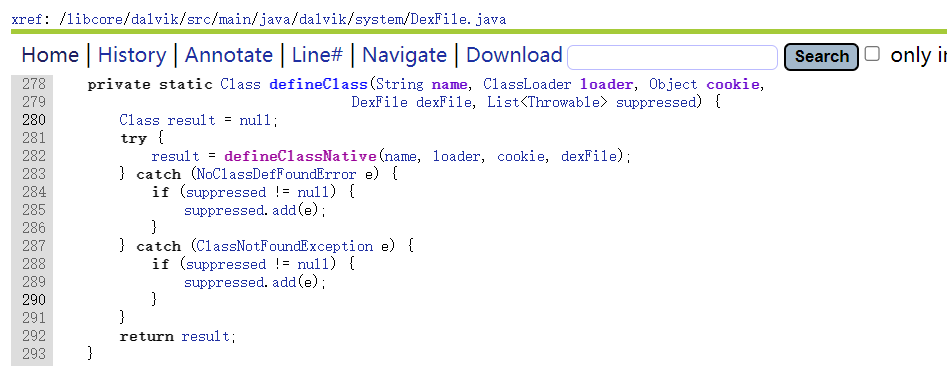 xref: /libcore/dalvik/src/main/java/dalvik/system/DexFile.java
Home | History | Annotate | Line# | Navigate | Download Search only in
278 private static Class defineClass(String name, ClassLoader loader, Object cookie,
279 DexFile dexFile, List<Throwable> suppressed) {
280 Class result = null;
281 try {
282 result = defineClassNative(name, loader, cookie, dexFile);
283 } catch (NoClassDefFoundError e) {
284 if (suppressed != null) {
285 suppressed.add(e);
286 }
287 } catch (ClassNotFoundException e) {
288 if (suppressed != null) {
289 suppressed.add(e);
290 }
291 }
292 return result;
293 }